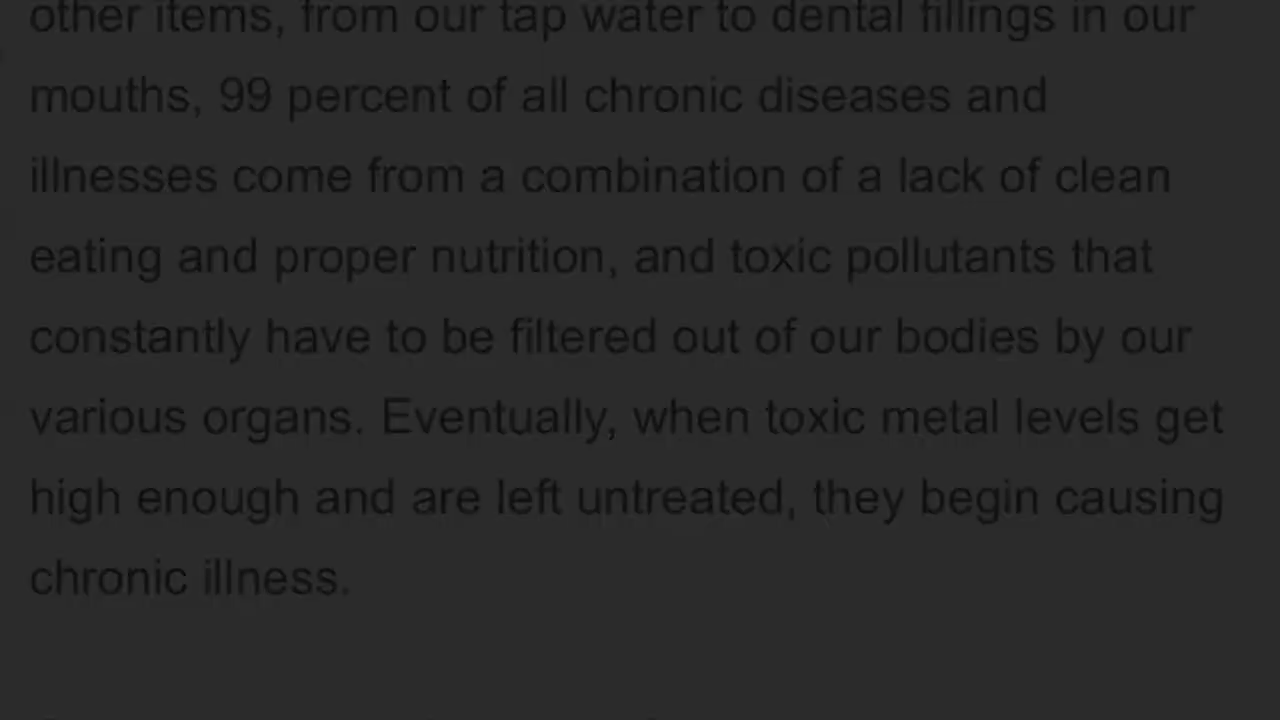 other items, from our tap water to dental fillings in our
mouths, 99 percent of all chronic diseases and
illnesses come from a combination of a lack of clean
eating and proper nutrition, and toxic pollutants that
constantly have to be filtered out of our bodies by our
various organs. Eventually, when toxic metal levels get
high enough and are left untreated, they begin causing
chronic illness.